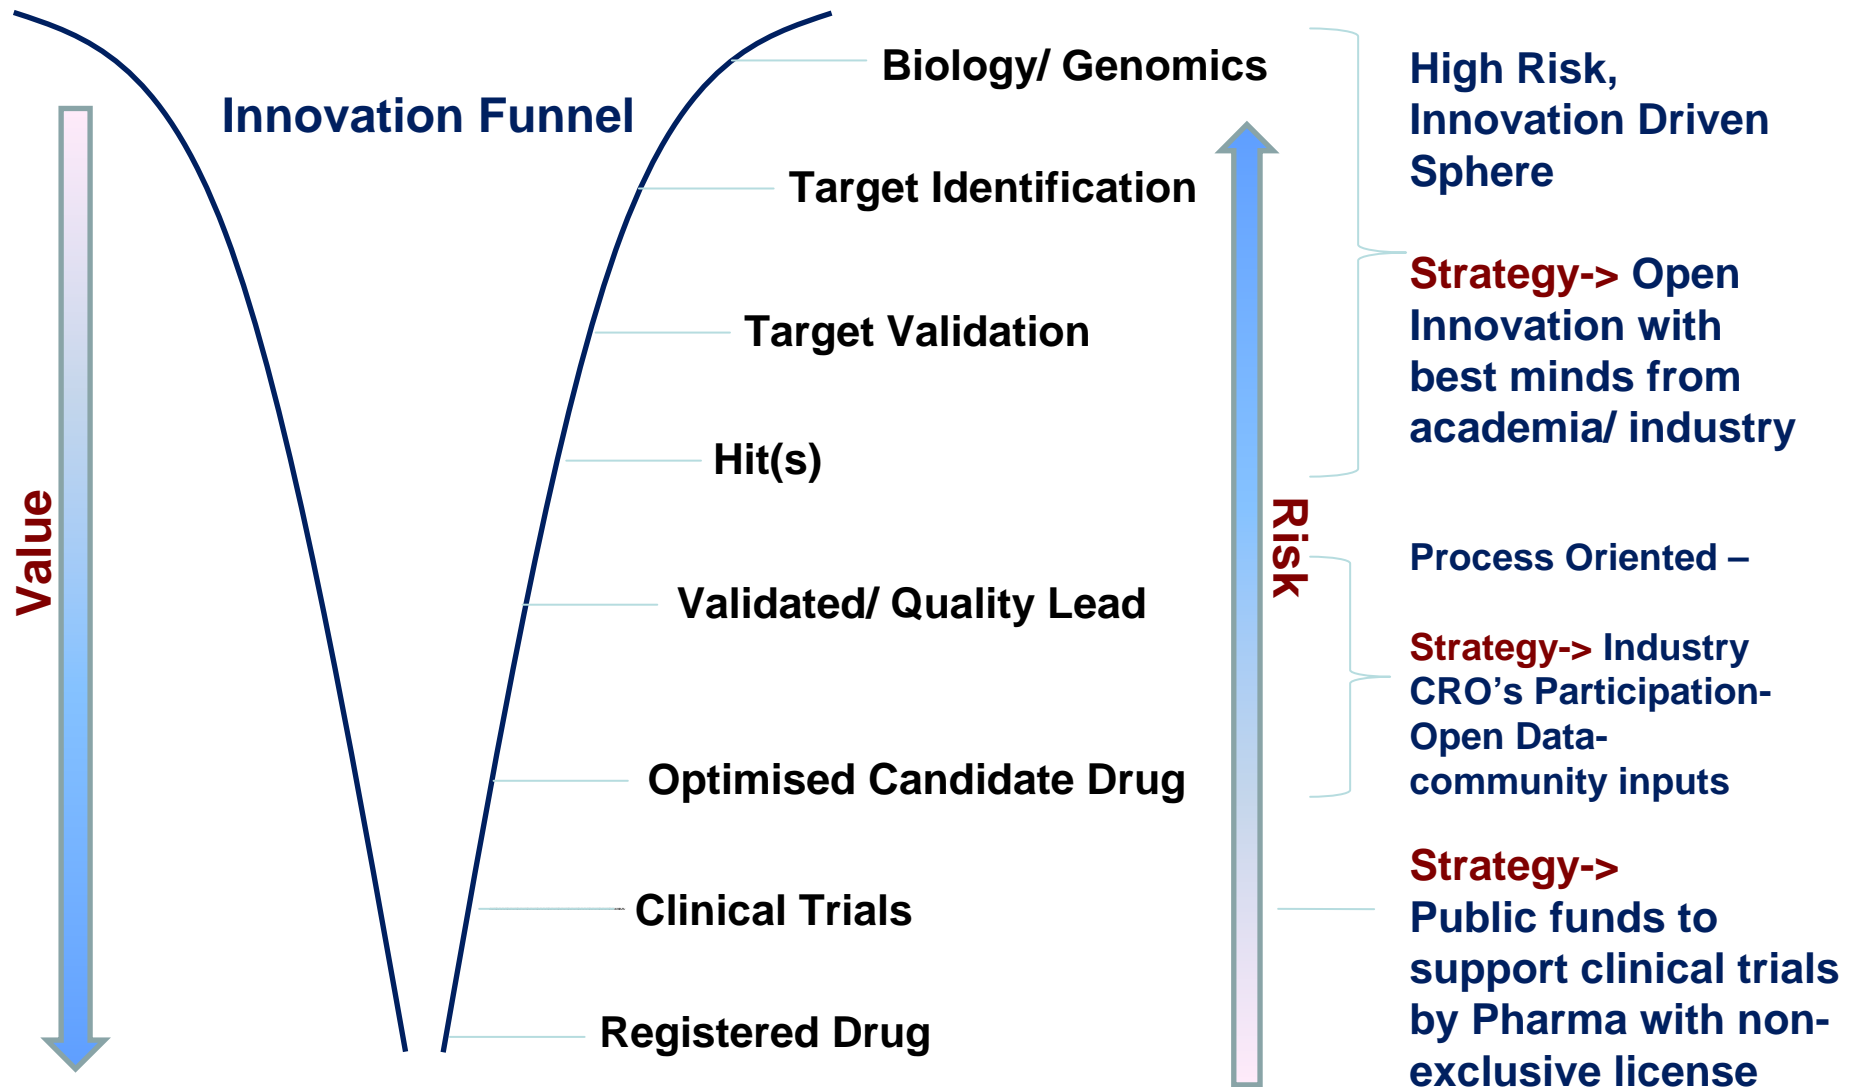 Innovation Funnel
Value
Biology/ Genomics
Target Identification
Target Validation
Hit(s)
Validated/ Quality Lead
Optimised Candidate Drug
Clinical Trials
Registered Drug
Risk
High Risk,
Innovation Driven
Sphere
Strategy-> Open
Innovation with
best minds from
academia/ industry
Process Oriented –
Strategy-> Industry
CRO’s Participation-
Open Data-
community inputs
Strategy->
Public funds to
support clinical trials
by Pharma with non-
exclusive license